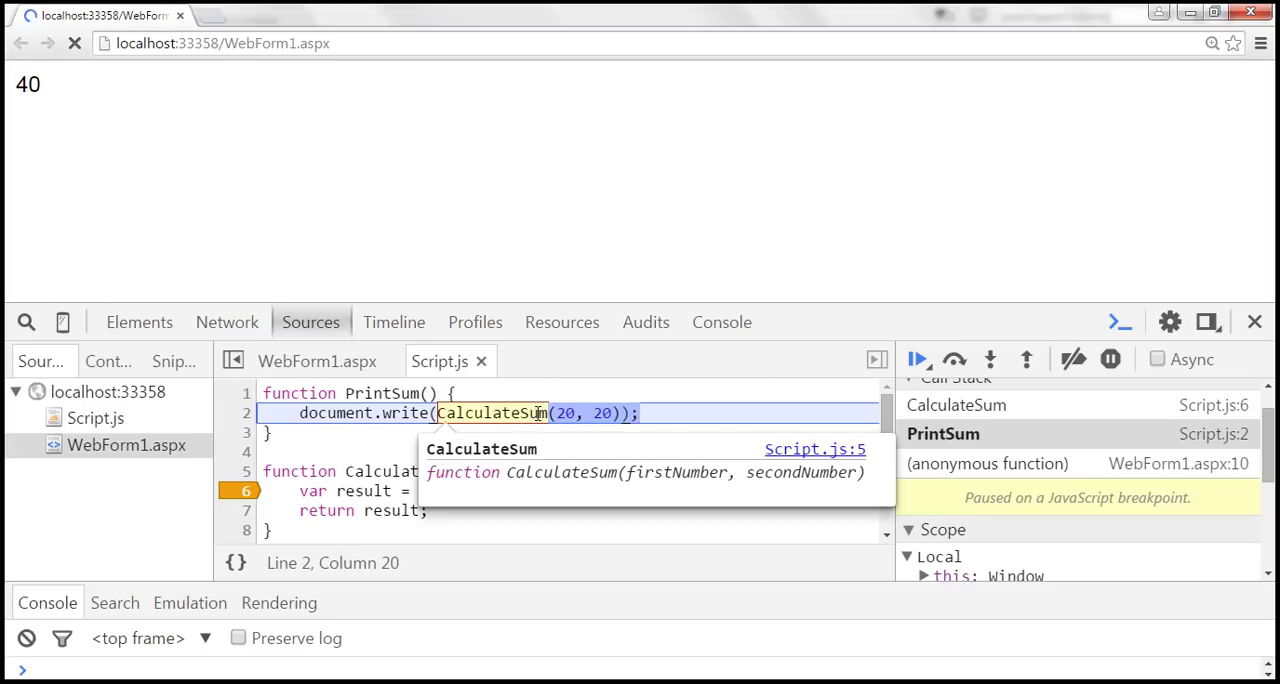 localhost:33358/WebForm
localhost:33358/WebForm1.aspx
40
Elements Network Sources Timeline Profiles Resources Audits Console
Sour... Cont... Snip... WebForm1.aspx Script.js Async
localhost:33358
Script.js
WebForm1.aspx
1 function PrintSum() {
2 document.write(CalculateSum(20, 20));
3 }
4
5 function Calculat
6 var result =
7 return result;
8 }
CalculateSum Script.js:5
function CalculateSum(firstNumber, secondNumber)
{} Line 2, Column 20
Call Stack
CalculateSum Script.js:6
PrintSum Script.js:2
(anonymous function) WebForm1.aspx:10
Paused on a JavaScript breakpoint.
Scope
Local
this: Window
Console Search Emulation Rendering
<top frame> Preserve log